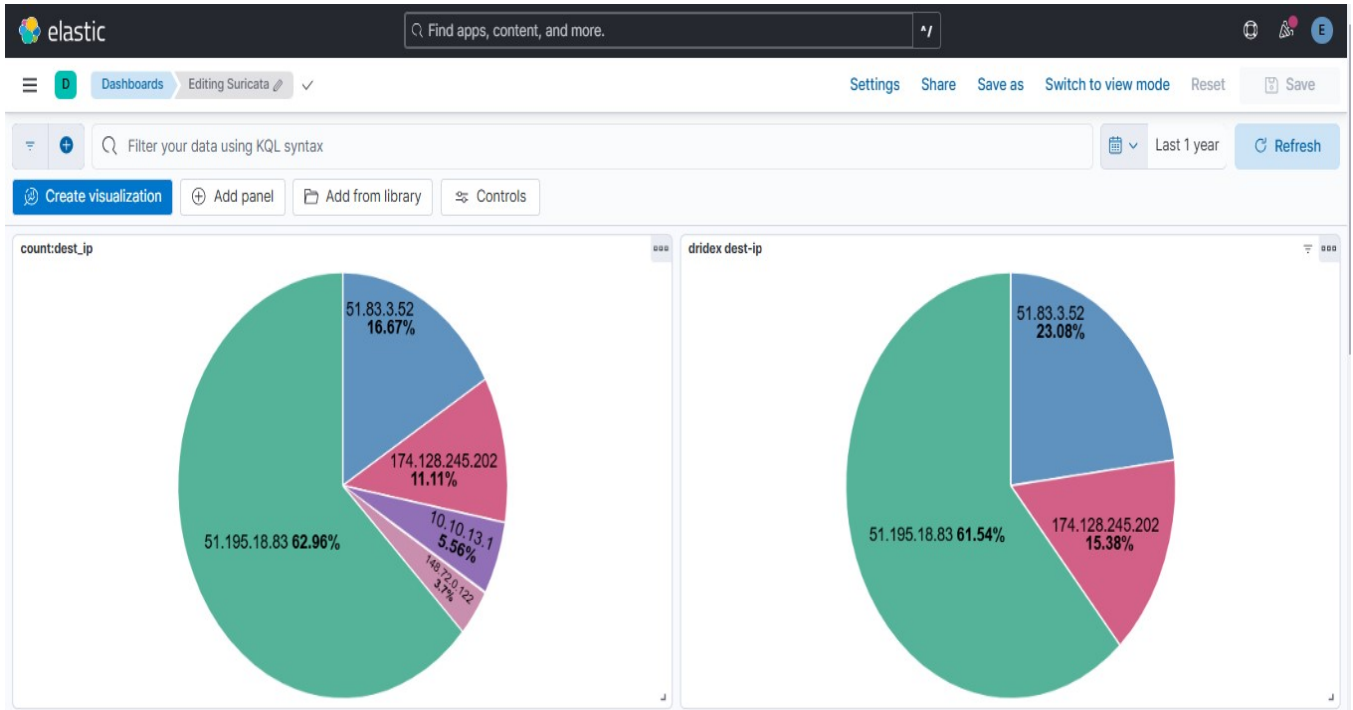 elastic
Find apps, content, and more.
^/
E
D
Dashboards
Editing Suricata
Settings
Share
Save as
Switch to view mode
Reset
Save
Filter your data using KQL syntax
Last 1 year
Refresh
Create visualization
Add panel
Add from library
Controls
count:dest_ip
51.83.3.52
16.67%
174.128.245.202
11.11%
10.10.13.1
5.56%
148.72.0.122
3.7%
51.195.18.83 62.96%
dridex dest-ip
51.83.3.52
23.08%
174.128.245.202
15.38%
51.195.18.83 61.54%